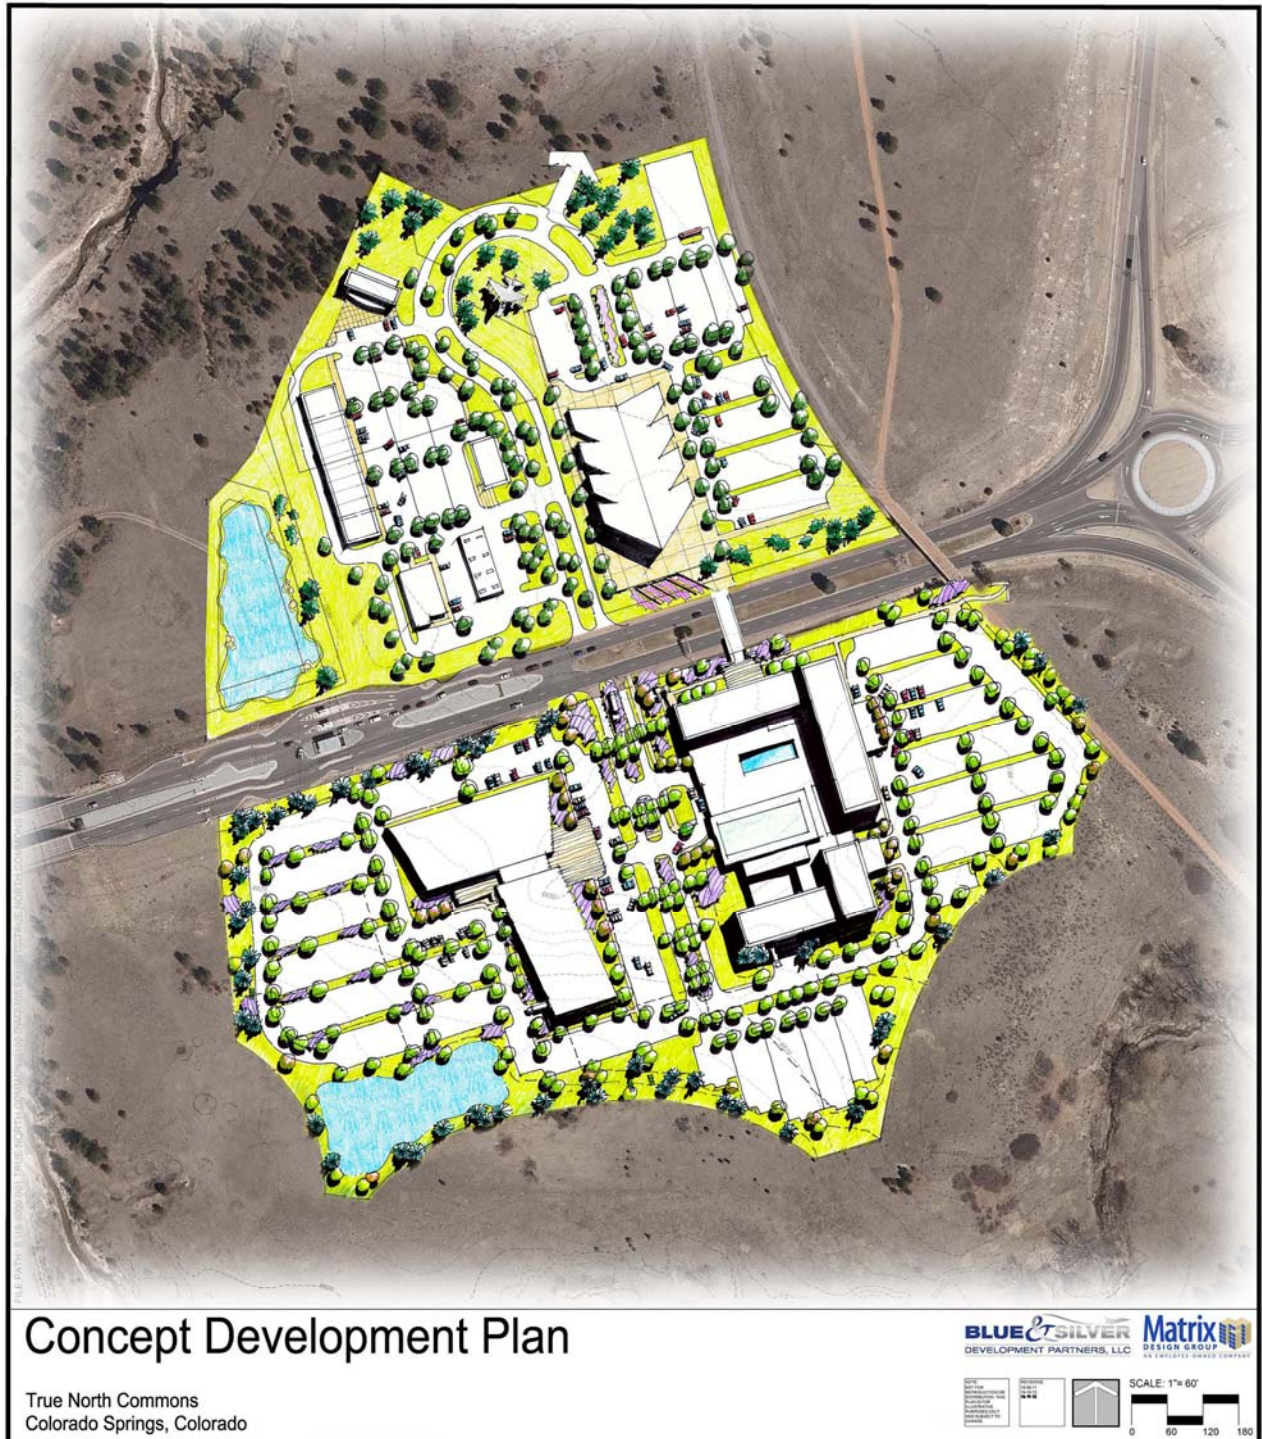 Concept Development Plan
True North Commons
Colorado Springs, Colorado
BLUE & SILVER
DEVELOPMENT PARTNERS, LLC
Matrix
DESIGN GROUP
AN EMPLOYEE-OWNED COMPANY
SCALE: 1"= 60'
0 60 120 180